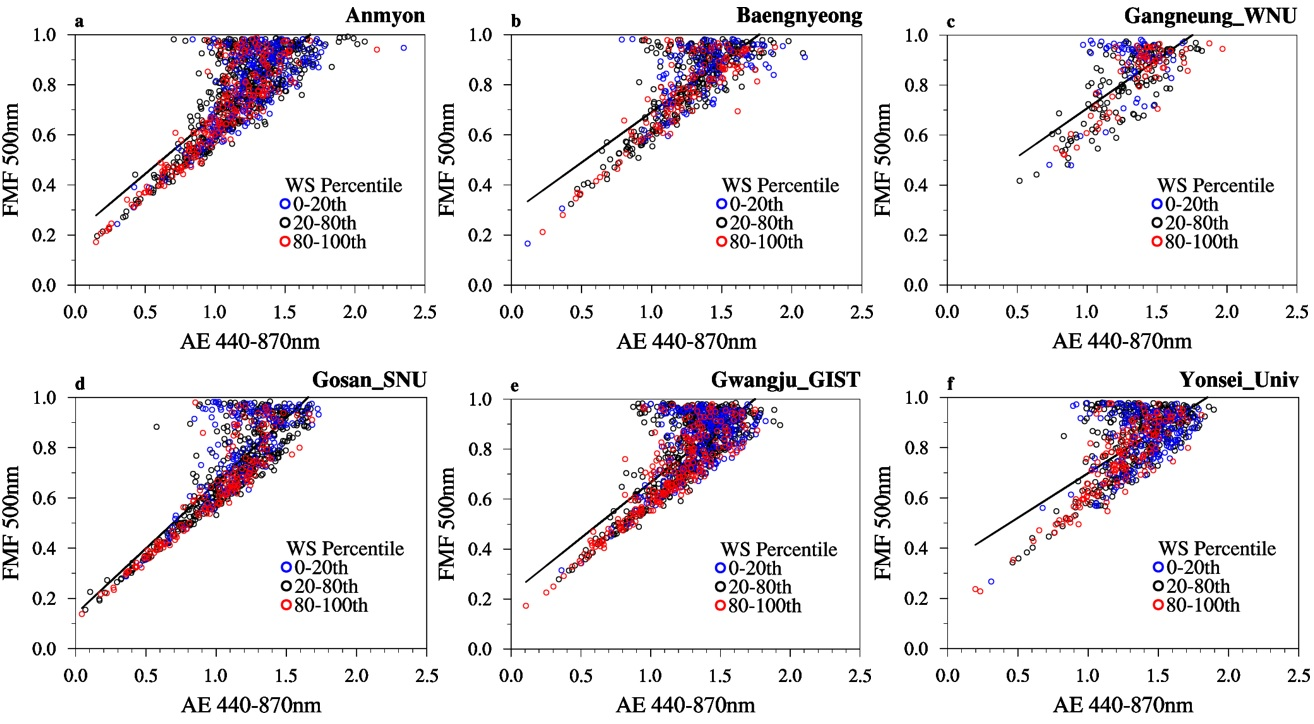 a Anmyon
1.0
0.8
0.6
0.4
0.2
0.0
FMF 500nm
WS Percentile
0-20th
20-80th
80-100th
0.0 0.5 1.0 1.5 2.0 2.5
AE 440-870nm
b Baengnyeong
1.0
0.8
0.6
0.4
0.2
0.0
FMF 500nm
WS Percentile
0-20th
20-80th
80-100th
0.0 0.5 1.0 1.5 2.0 2.5
AE 440-870nm
c Gangneung_WNU
1.0
0.8
0.6
0.4
0.2
0.0
FMF 500nm
WS Percentile
0-20th
20-80th
80-100th
0.0 0.5 1.0 1.5 2.0 2.5
AE 440-870nm
d Gosan_SNU
1.0
0.8
0.6
0.4
0.2
0.0
FMF 500nm
WS Percentile
0-20th
20-80th
80-100th
0.0 0.5 1.0 1.5 2.0 2.5
AE 440-870nm
e Gwangju_GIST
1.0
0.8
0.6
0.4
0.2
0.0
FMF 500nm
WS Percentile
0-20th
20-80th
80-100th
0.0 0.5 1.0 1.5 2.0 2.5
AE 440-870nm
f Yonsei_Univ
1.0
0.8
0.6
0.4
0.2
0.0
FMF 500nm
WS Percentile
0-20th
20-80th
80-100th
0.0 0.5 1.0 1.5 2.0 2.5
AE 440-870nm